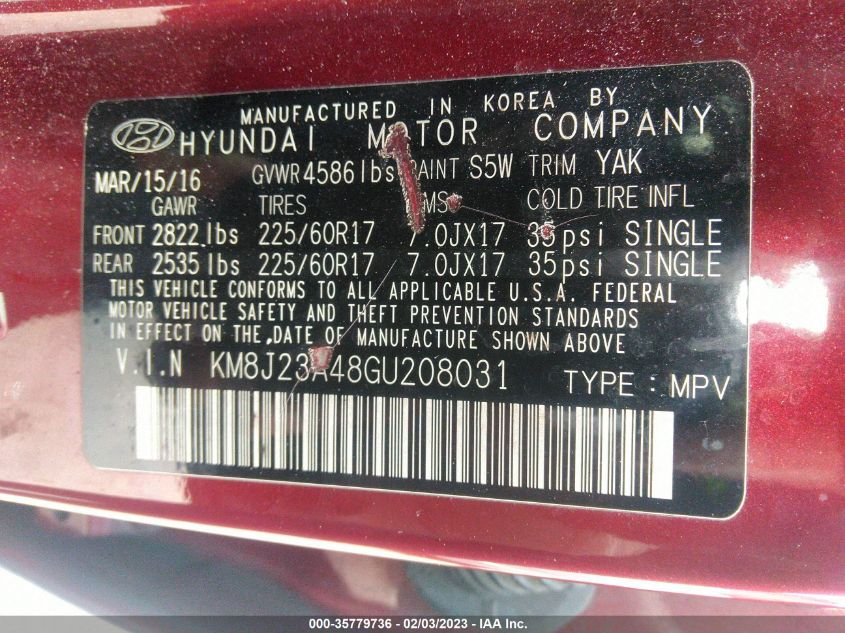 MANUFACTURED IN KOREA BY
HYUNDAI MOTOR COMPANY
MAR/15/16 GVWR 4586 lbs PAINT S5W TRIM YAK
GAWR TIRES COLD TIRE INFL
FRONT 2822 lbs 225/60R17 7.0JX17 35psi SINGLE
REAR 2535 lbs 225/60R17 7.0JX17 35psi SINGLE
THIS VEHICLE CONFORMS TO ALL APPLICABLE U.S.A. FEDERAL
MOTOR VEHICLE SAFETY AND THEFT PREVENTION STANDARDS
IN EFFECT ON THE DATE OF MANUFACTURE SHOWN ABOVE
V.I.N KM8J23A48GU208031 TYPE : MPV
000-35779736 — 02/03/2023 — IAA Inc.